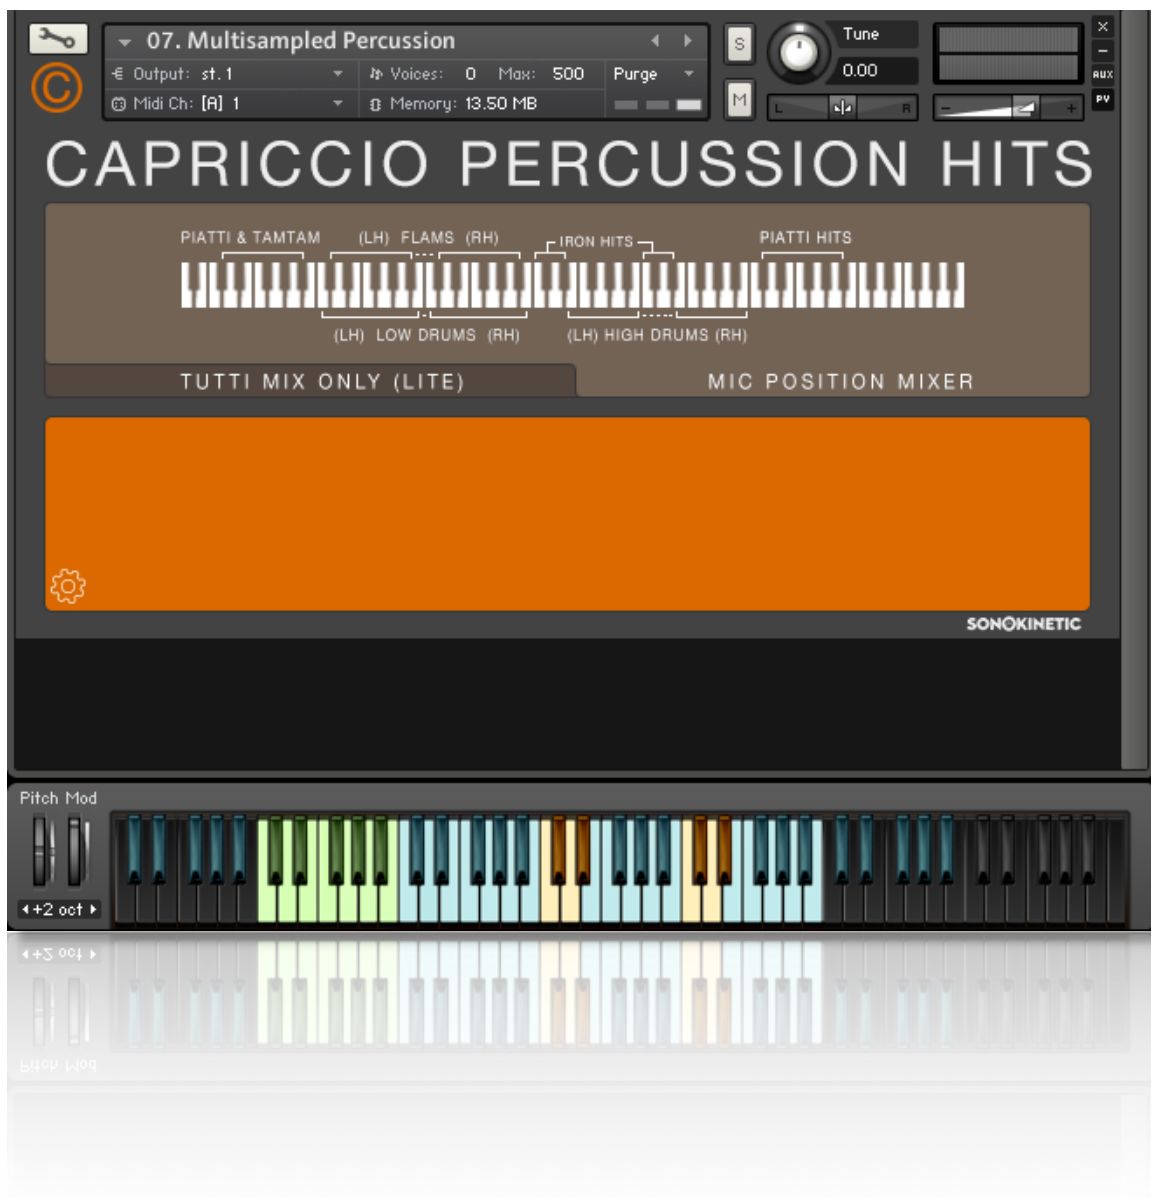 07. Multisampled Percussion
S
Tune
×
Output: st.1
Voices: 0 Max: 500
Purge
0.00
AUX
Midi Ch: [A] 1
Memory: 13.50 MB
M
L
R
−
+
PV
CAPRICCIO PERCUSSION HITS
PIATTI & TAMTAM
(LH) FLAMS (RH)
IRON HITS
PIATTI HITS
(LH) LOW DRUMS (RH)
(LH) HIGH DRUMS (RH)
TUTTI MIX ONLY (LITE)
MIC POSITION MIXER
SONOKINETIC
Pitch Mod
+2 oct